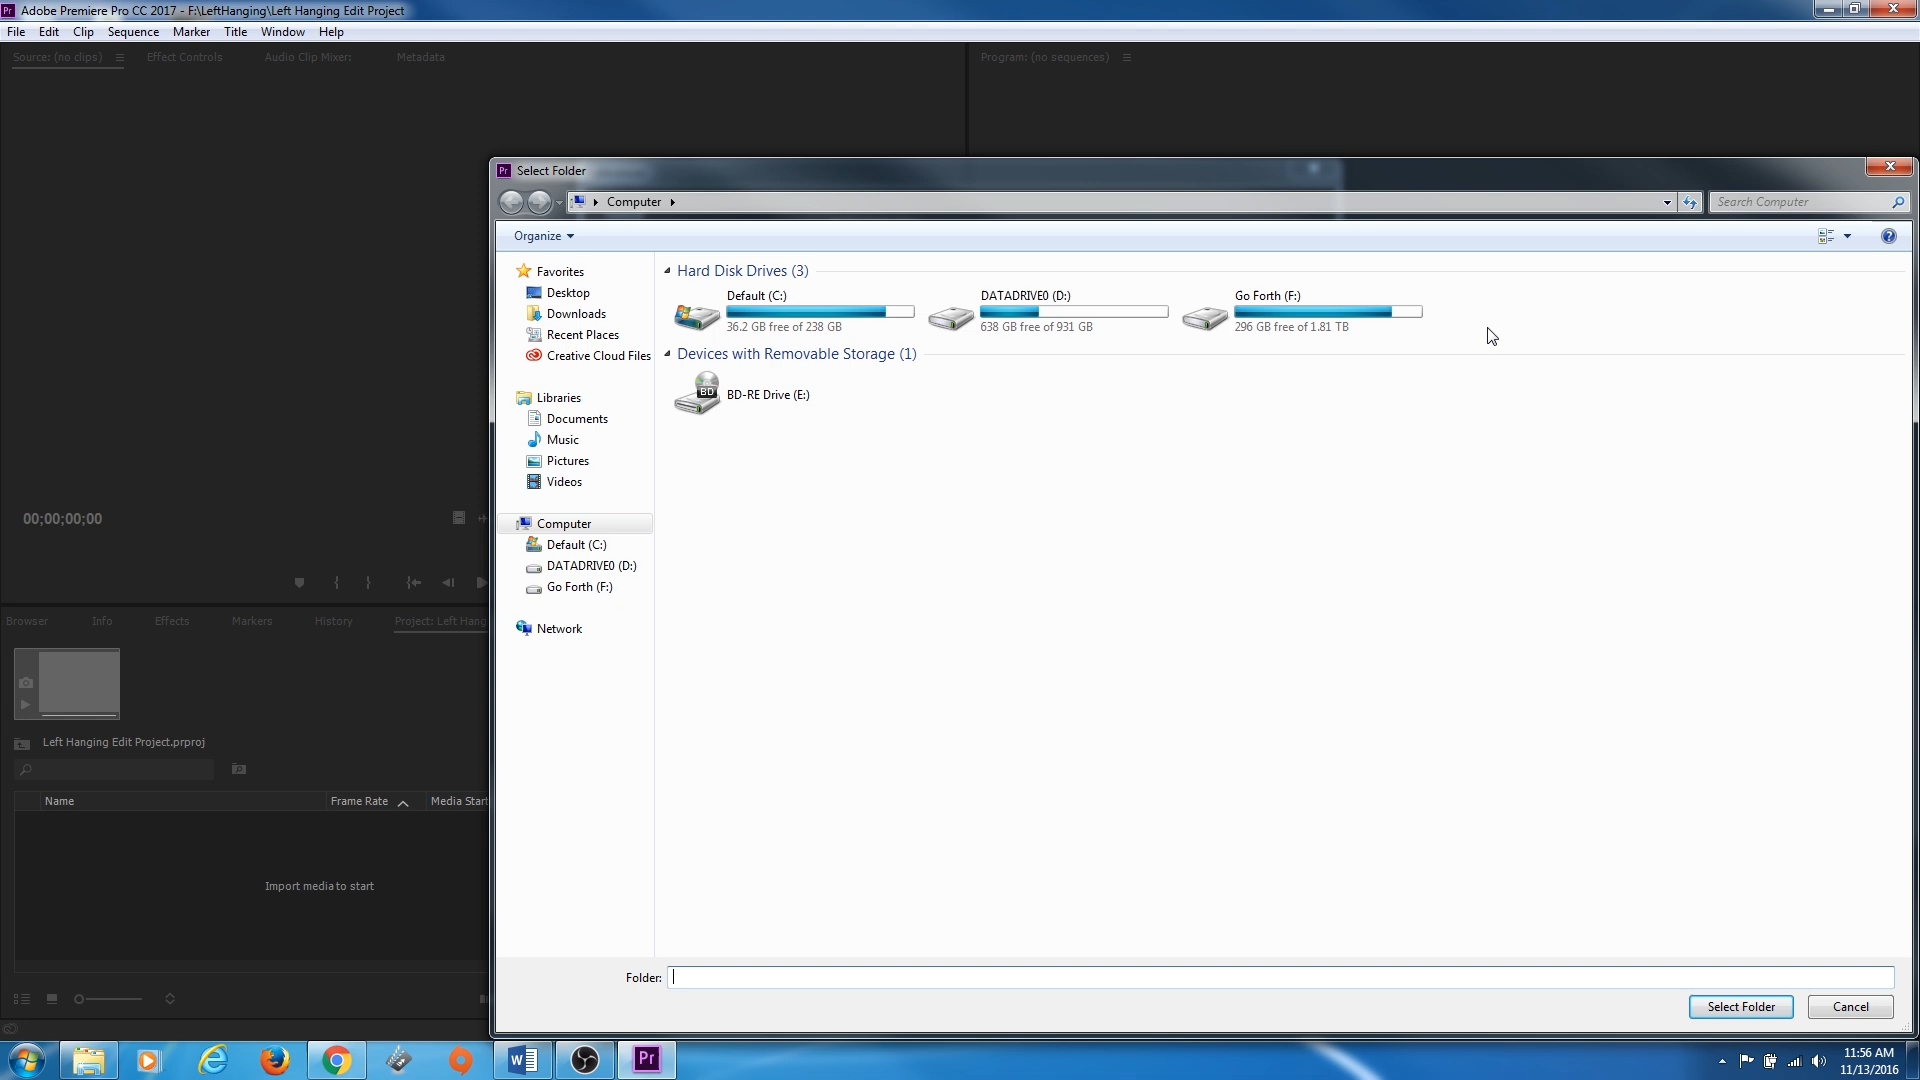 Adobe Premiere Pro CC 2017 - F:\LeftHanging\Left Hanging Edit Project
File Edit Clip Sequence Marker Title Window Help
Source: (no clips) Effect Controls Audio Clip Mixer: Metadata
Program: (no sequences)
Select Folder
Computer
Search Computer
Organize
Favorites
Desktop
Downloads
Recent Places
Creative Cloud Files
Libraries
Documents
Music
Pictures
Videos
Computer
Default (C:)
DATADRIVE0 (D:)
Go Forth (F:)
Network
Hard Disk Drives (3)
Default (C:)
36.2 GB free of 238 GB
DATADRIVE0 (D:)
638 GB free of 931 GB
Go Forth (F:)
296 GB free of 1.81 TB
Devices with Removable Storage (1)
BD
BD-RE Drive (E:)
00;00;00;00
Browser Info Effects Markers History Project: Left Hang
Left Hanging Edit Project.prproj
Name Frame Rate Media Start
Import media to start
Folder:
Select Folder Cancel
Pr
11:56 AM
11/13/2016